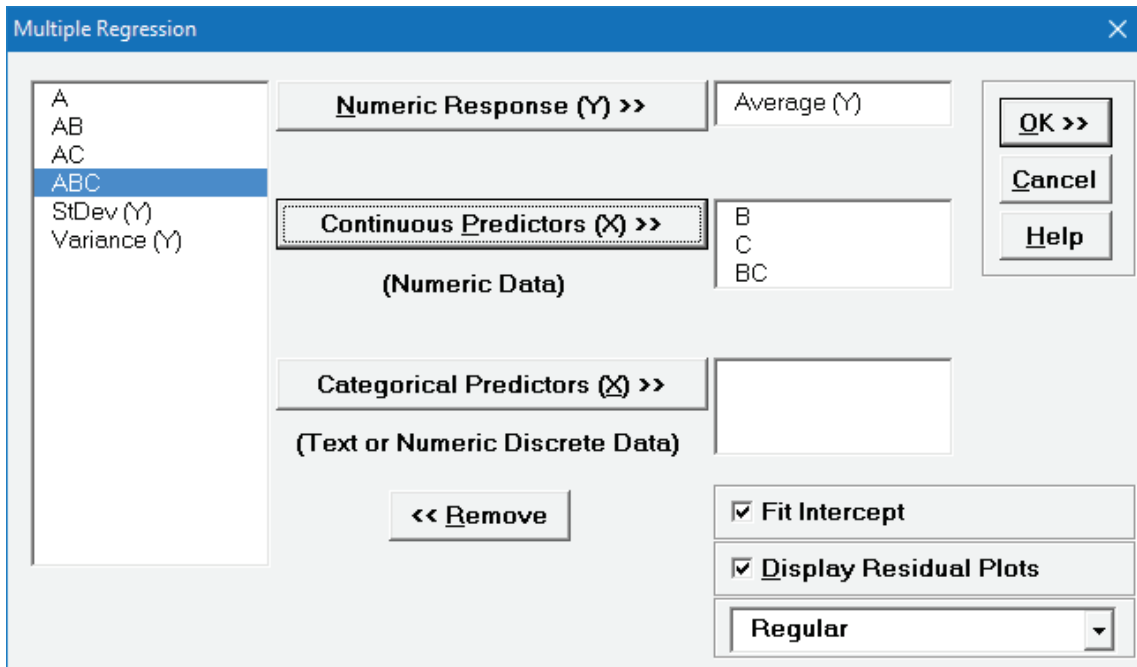 Multiple Regression
A
AB
AC
ABC
StDev (Y)
Variance (Y)
Numeric Response (Y) >>
Average (Y)
Continuous Predictors (X) >>
(Numeric Data)
B
C
BC
Categorical Predictors (X) >>
(Text or Numeric Discrete Data)
<< Remove
OK >>
Cancel
Help
Fit Intercept
Display Residual Plots
Regular